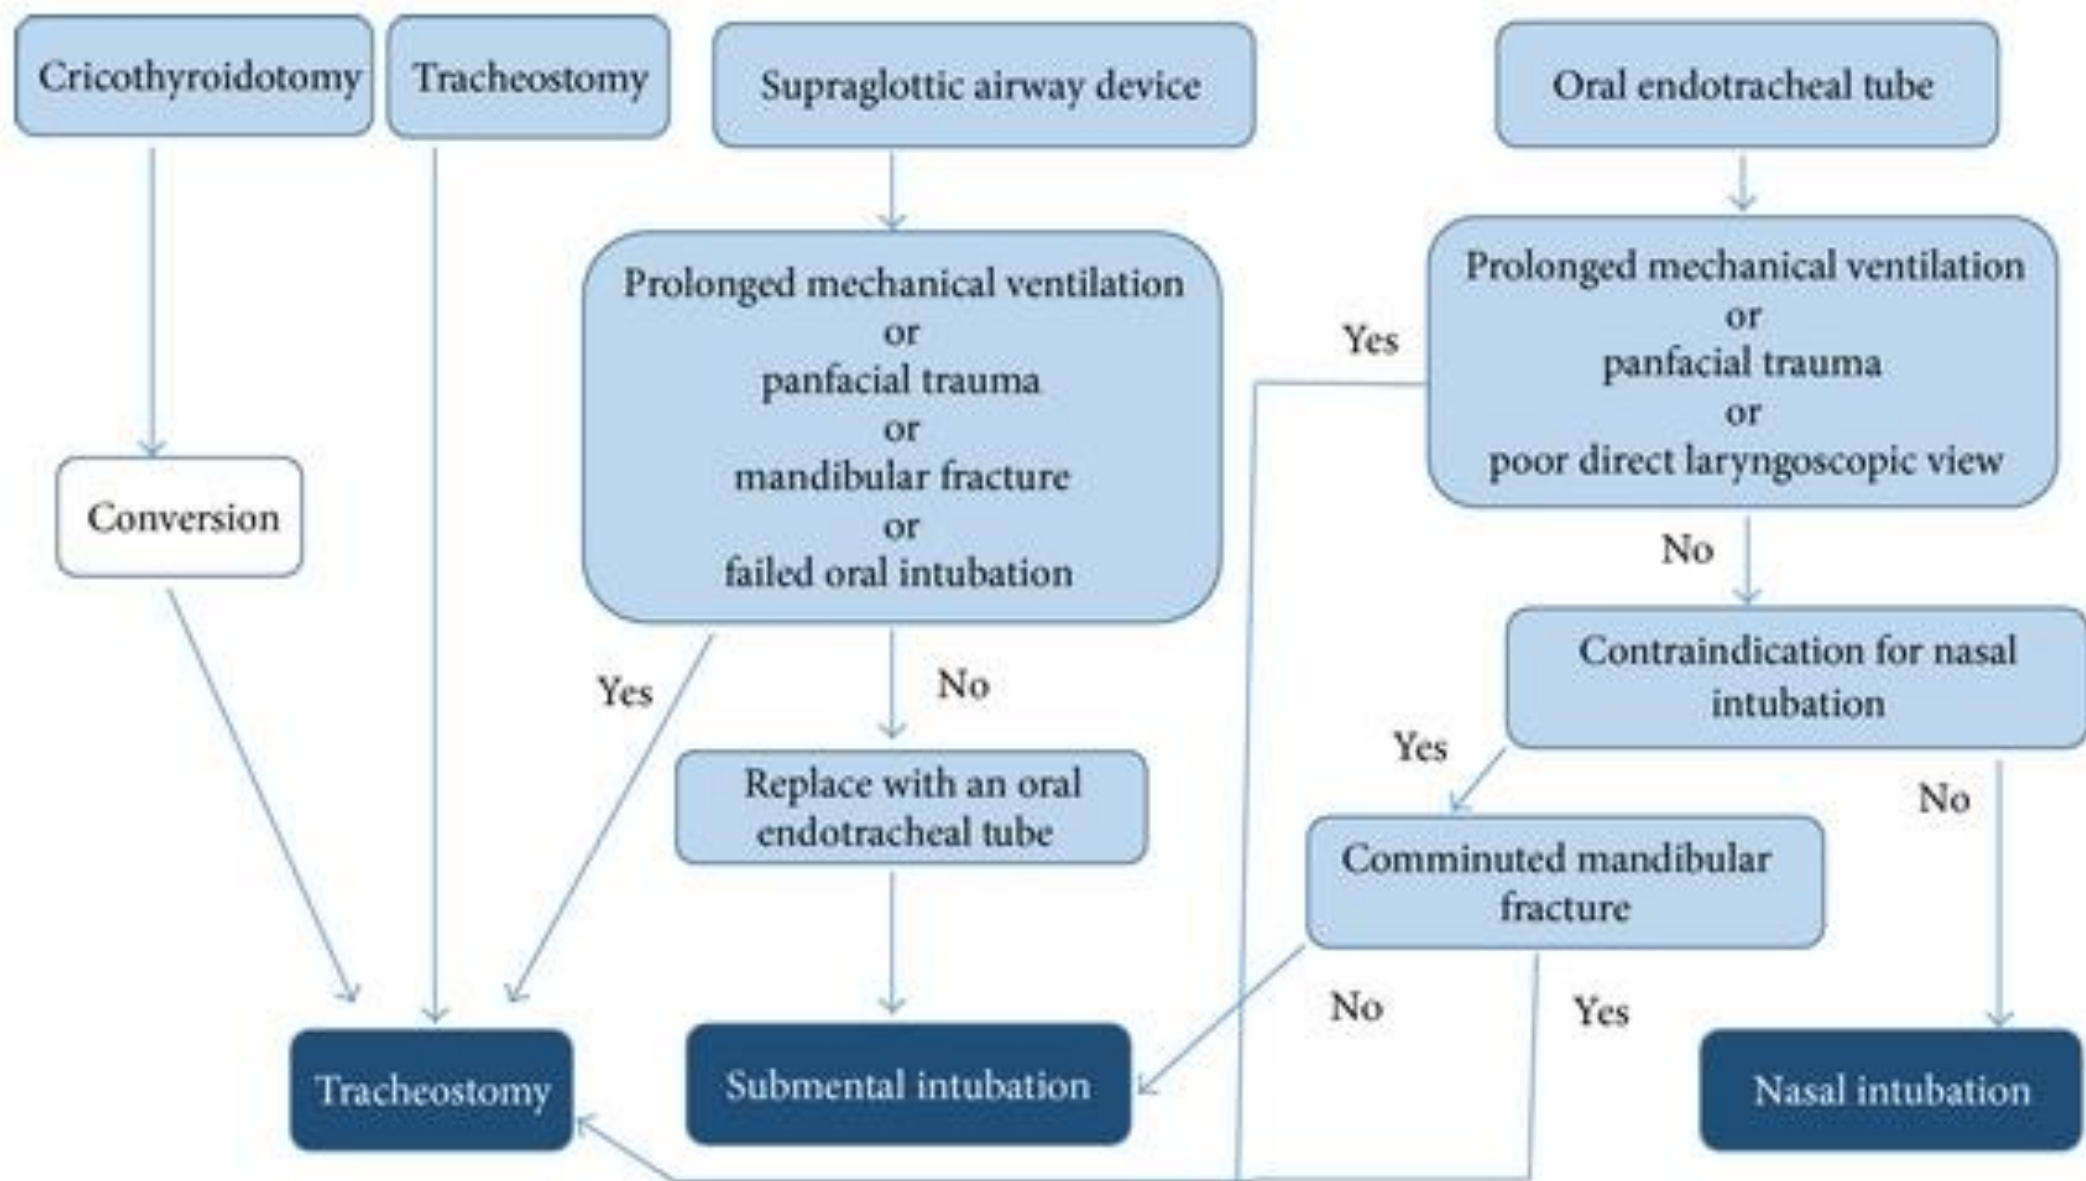 Cricothyroidotomy
Tracheostomy
Supraglottic airway device
Oral endotracheal tube
Prolonged mechanical ventilation
or
panfacial trauma
or
mandibular fracture
or
failed oral intubation
Yes
Prolonged mechanical ventilation
or
panfacial trauma
or
poor direct laryngoscopic view
Conversion
No
Contraindication for nasal
intubation
Yes
No
Yes
No
Replace with an oral
endotracheal tube
Comminuted mandibular
fracture
No
Yes
Tracheostomy
Submental intubation
Nasal intubation